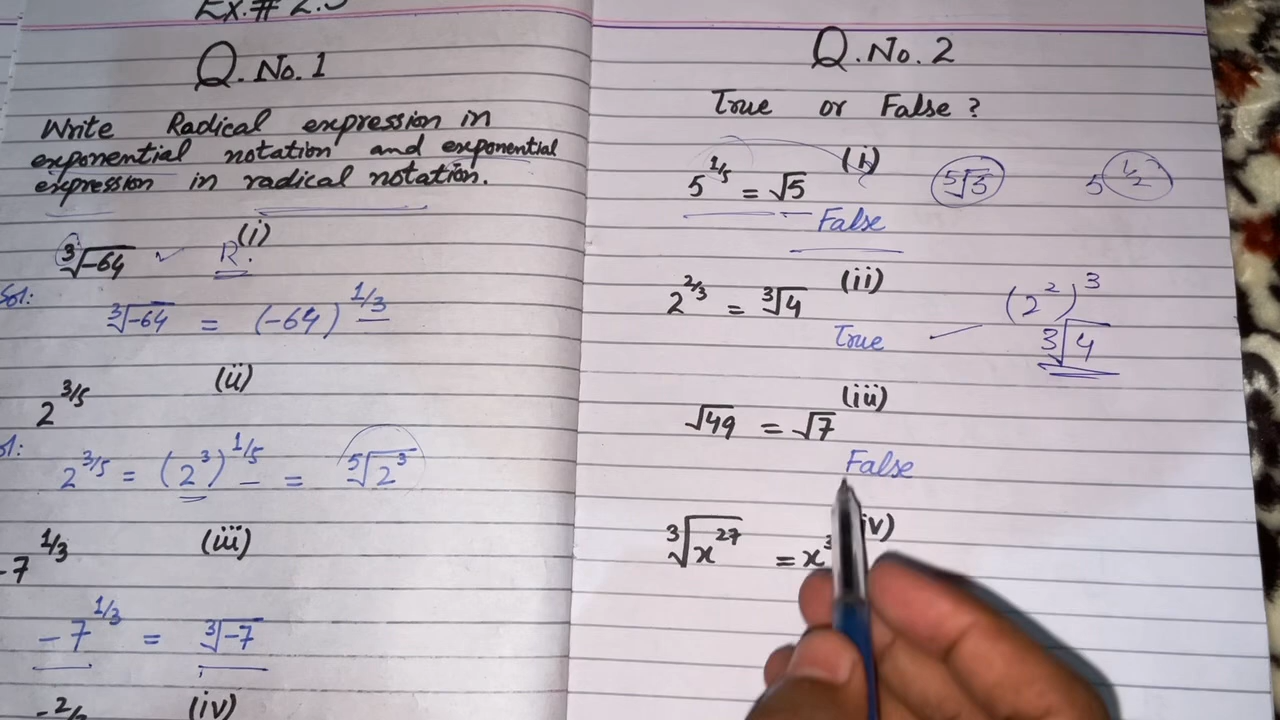 Ex.# 2.3
Q. No. 1
Write Radical expression in
exponential notation and exponential
expression in radical notation.
(i)
∛-64 ✓ R.
Sol:
∛-64 = (-64)^1/3
(ii)
2^3/5
Sol:
2^3/5 = (2^3)^1/5 = ⁵√2^3
(iii)
-7^1/3
-7^1/3 = ∛-7
(iv)
Q. No. 2
True or False?
(i)
5^1/5 = √5 ⁵√5 5^1/2
False
(ii)
2^2/3 = ∛4 (2^2)^3
True ∛4
(iii)
√49 = √7
False
iv)
∛x^27 = x^3